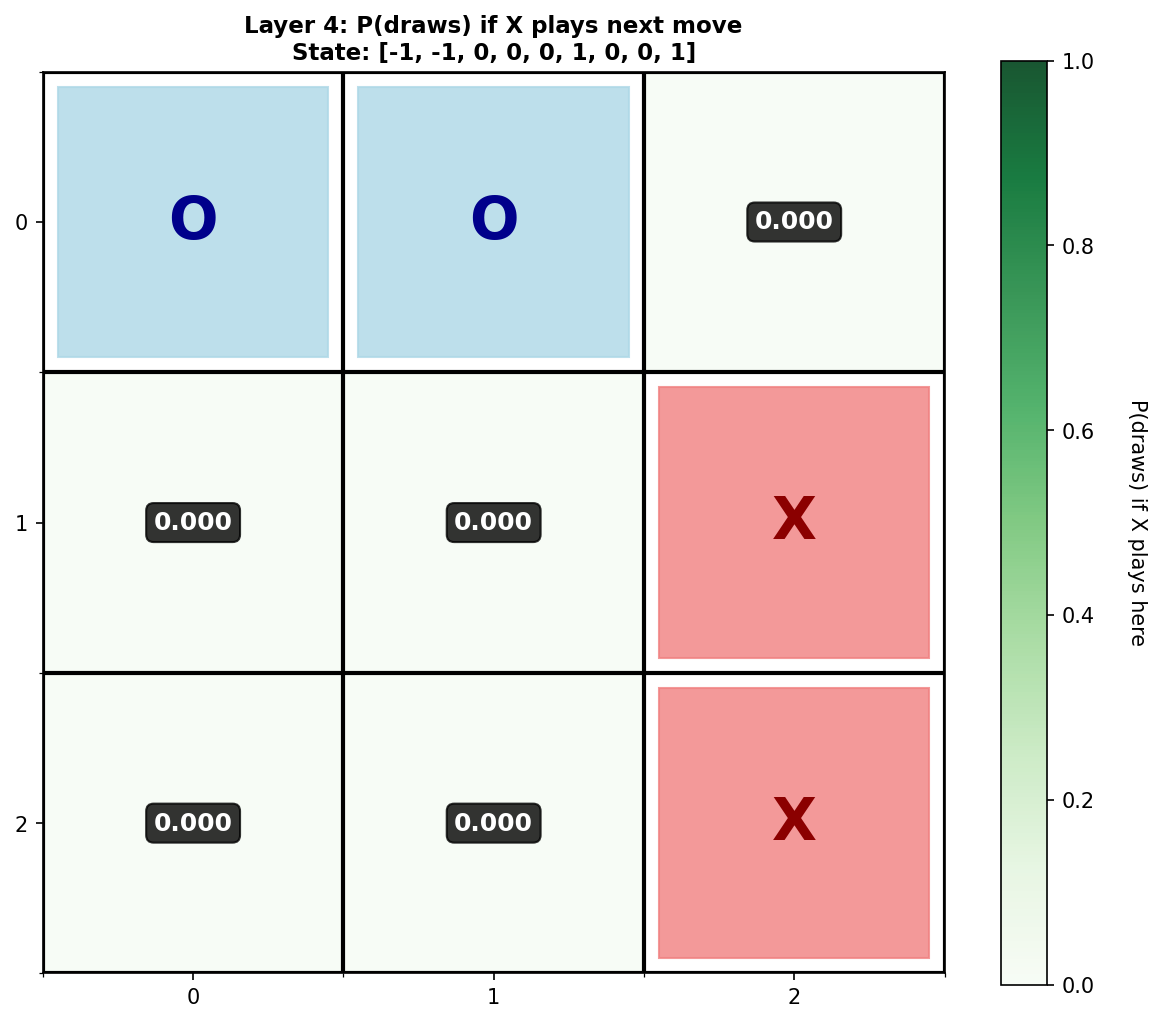 Layer 4: P(draws) if X plays next move
State: [-1, -1, 0, 0, 0, 1, 0, 0, 1]
0
O
O
0.000
1
0.000
0.000
X
2
0.000
0.000
X
0
1
2
1.0
0.8
0.6
0.4
0.2
0.0
P(draws) if X plays here